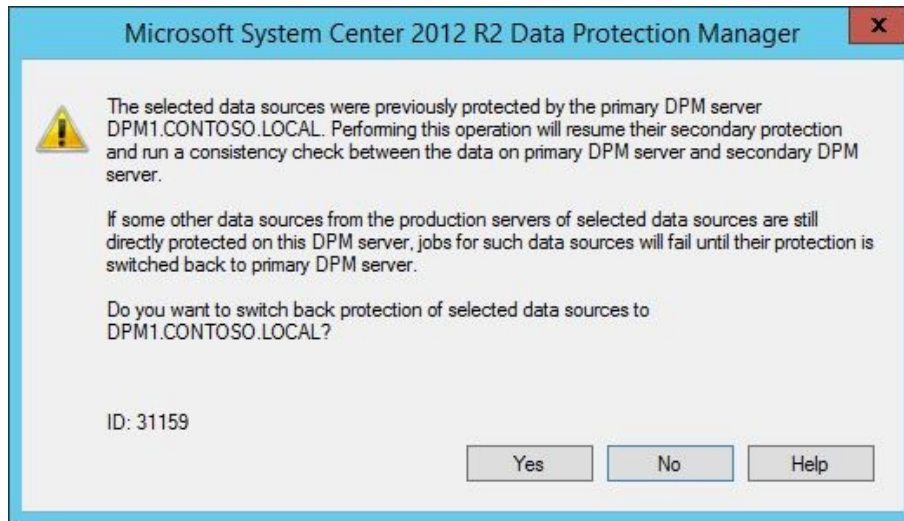 Microsoft System Center 2012 R2 Data Protection Manager
x
The selected data sources were previously protected by the primary DPM server
DPM1.CONTOSO.LOCAL. Performing this operation will resume their secondary protection
and run a consistency check between the data on primary DPM server and secondary DPM
server.
If some other data sources from the production servers of selected data sources are still
directly protected on this DPM server, jobs for such data sources will fail until their protection is
switched back to primary DPM server.
Do you want to switch back protection of selected data sources to
DPM1.CONTOSO.LOCAL?
ID: 31159
Yes No Help